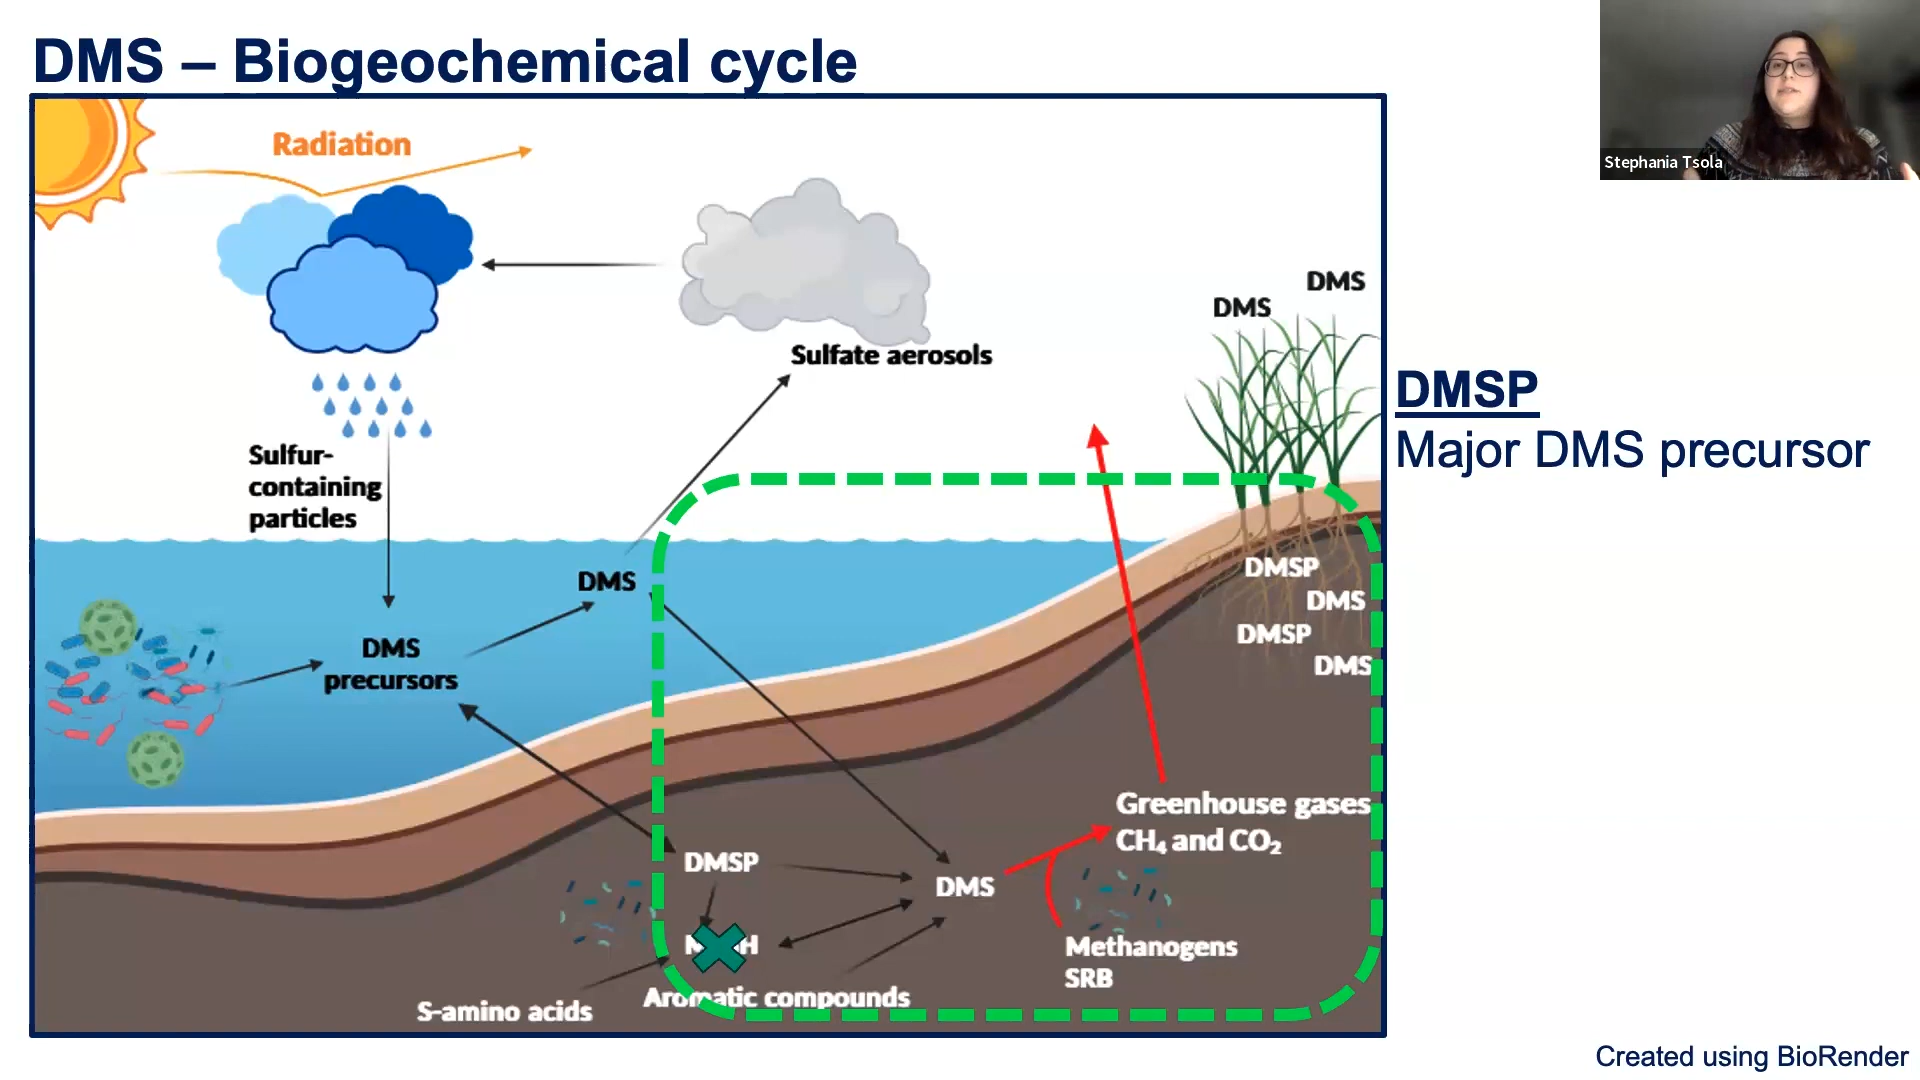 DMS – Biogeochemical cycle
Stephania Tsola
Radiation
DMS
DMS
Sulfate aerosols
DMSP
Major DMS precursor
Sulfur-
containing
particles
DMS
DMSP
DMS
DMSP
DMS
DMS
precursors
Greenhouse gases
CH₄ and CO₂
DMSP
DMS
Methanogens
SRB
Aromatic compounds
S-amino acids
Created using BioRender